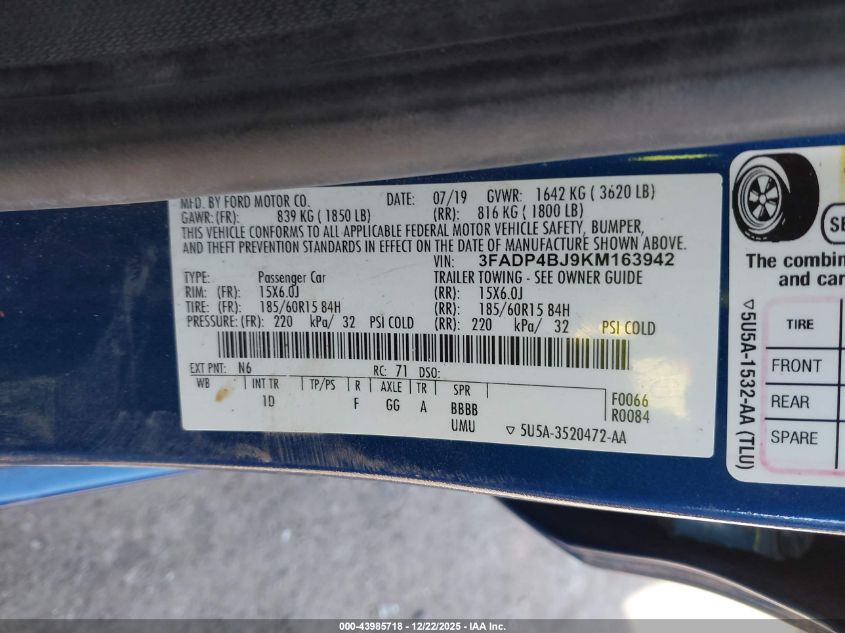 MFD. BY FORD MOTOR CO. DATE: 07/19 GVWR: 1642 KG ( 3620 LB)
GAWR: (FR): 839 KG ( 1850 LB) (RR): 816 KG ( 1800 LB)
THIS VEHICLE CONFORMS TO ALL APPLICABLE FEDERAL MOTOR VEHICLE SAFETY, BUMPER,
AND THEFT PREVENTION STANDARDS IN EFFECT ON THE DATE OF MANUFACTURE SHOWN ABOVE.
VIN: 3FADP4BJ9KM163942
TYPE: Passenger Car TRAILER TOWING - SEE OWNER GUIDE
RIM: (FR): 15X6.0J (RR): 15X6.0J
TIRE: (FR): 185/60R15 84H (RR): 185/60R15 84H
PRESSURE: (FR): 220 kPa/ 32 PSI COLD (RR): 220 kPa/ 32 PSI COLD
EXT PNT: N6 RC: 71 DSO:
WB INT TR TP/PS R AXLE TR SPR
1D F GG A BBBB
UMU
F0066
R0084
▽ 5U5A-3520472-AA
SE
The combin
and car
TIRE
FRONT
REAR
SPARE
▽5U5A-1532-AA (TLU)
000-43985718 - 12/22/2025 - IAA Inc.